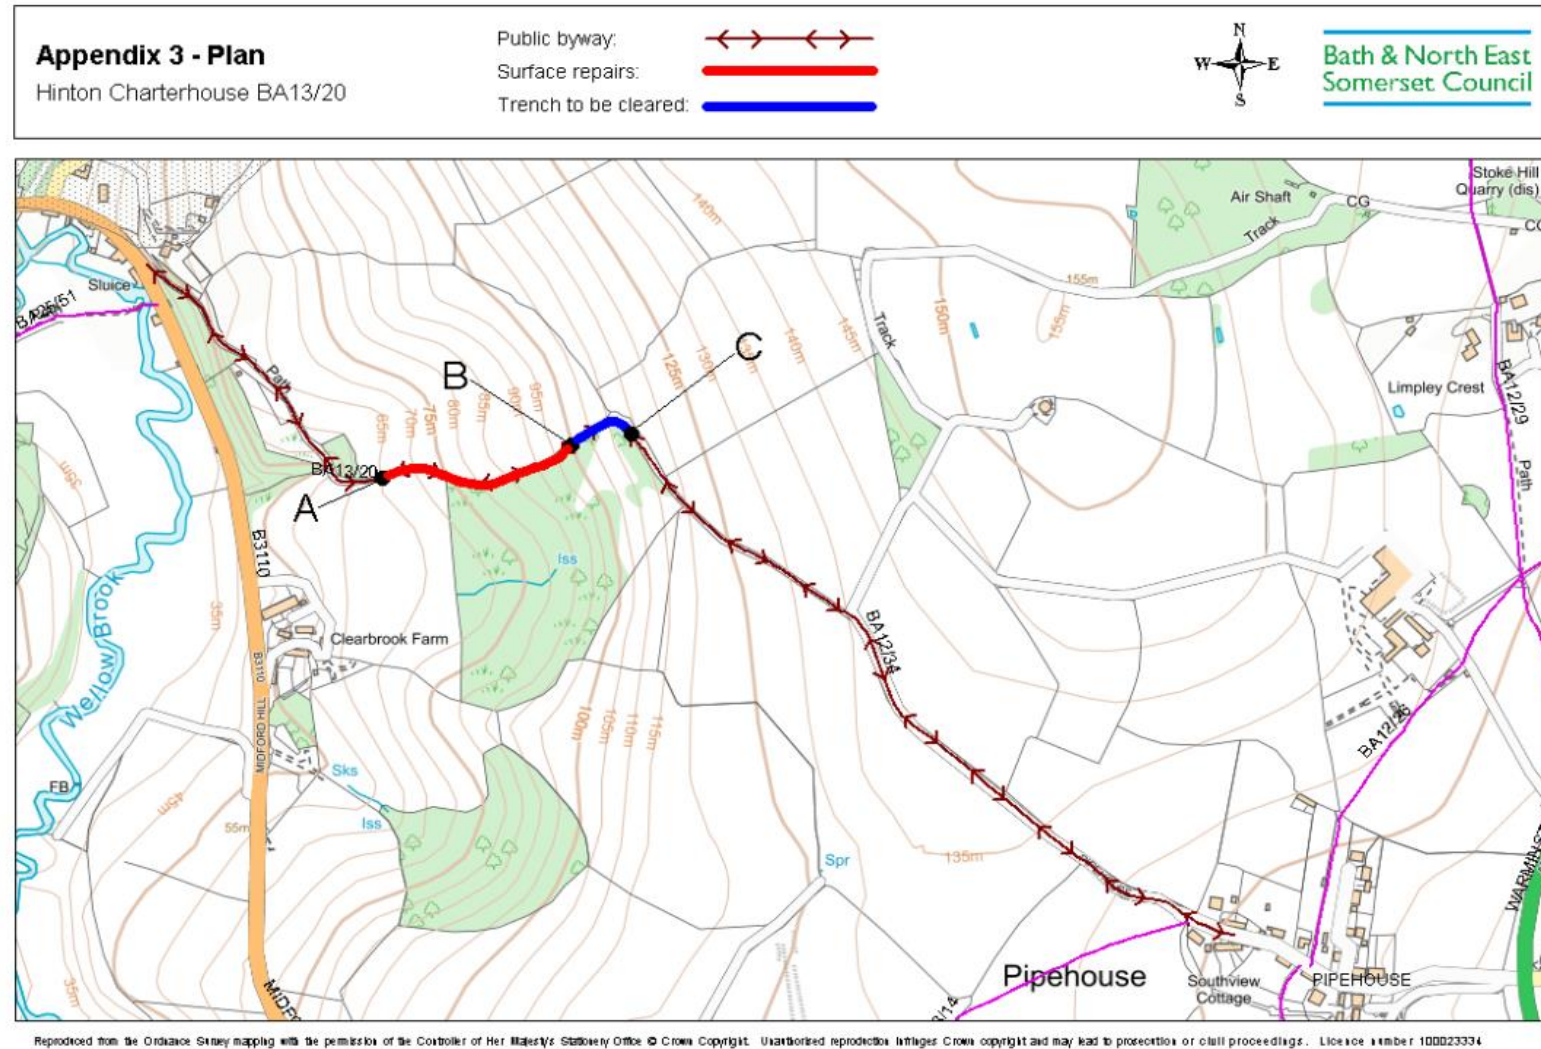 Appendix 3 - Plan
Hinton Charterhouse BA13/20
Public byway:
Surface repairs:
Trench to be cleared:
N
W
E
S
Bath & North East
Somerset Council
Stoke Hill
Quarry (dis)
Air Shaft
CG
Track
140m
155m
Sluice
150m
155m
145m
140m
Track
130m
125m
C
B
Path
Limpley Crest
BA12/29
95m
90m
85m
80m
75m
70m
65m
BA13/20
A
Path
35m
B3110
Iss
Wellow Brook
35m
Clearbrook Farm
BA12/34
B3110
MIDFORD HILL
100m
105m
110m
115m
BA12/26
Sks
FB
Iss
45m
55m
Spr
135m
Pipehouse
Southview
Cottage
PIPEHOUSE
35m
Reproduced from the Ordnance Survey mapping with the permission of the Controller of Her Majesty's Stationery Office © Crown Copyright. Unauthorised reproduction infringes Crown copyright and may lead to prosecution or civil proceedings. Licence number 100023334